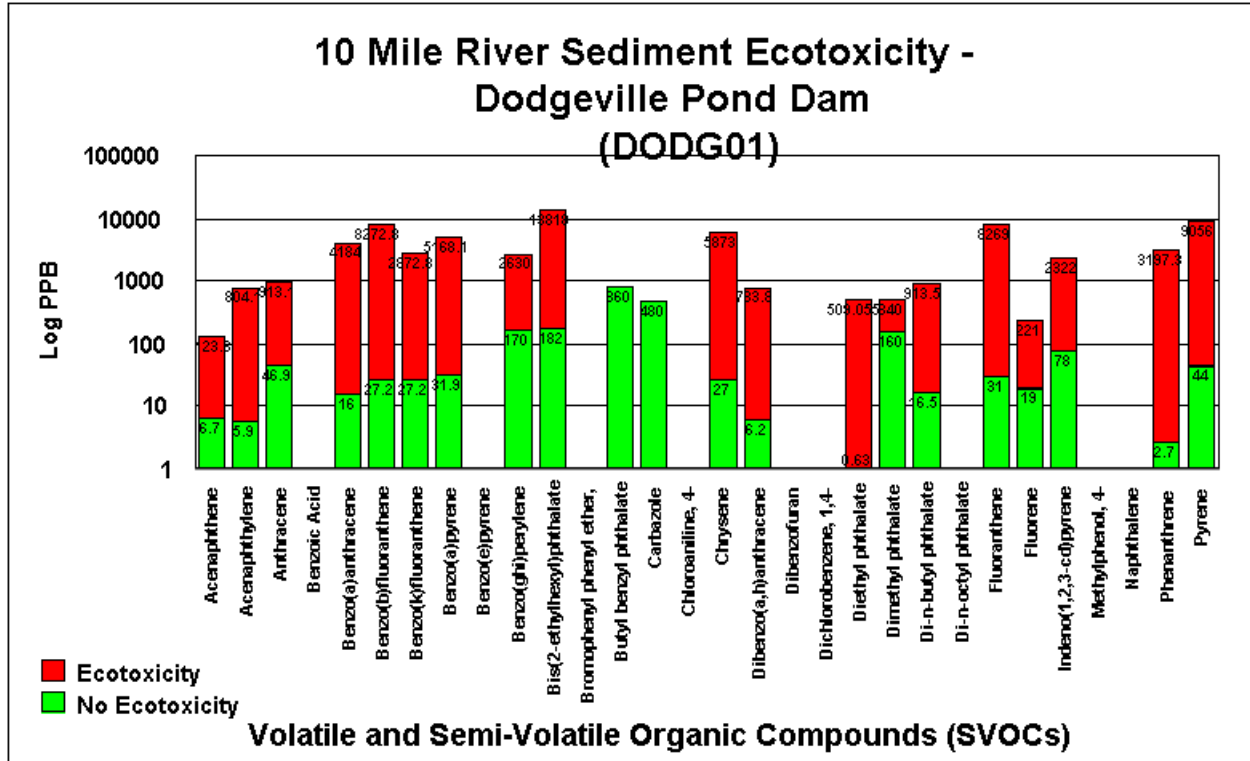 10 Mile River Sediment Ecotoxicity -
Dodgeville Pond Dam
(DODG01)
Log PPB
100000
10000
1000
100
10
1
6.7
804.
5.9
913.1
46.9
4184
16
8272.8
27.2
2872.8
27.2
5168.1
31.9
2630
170
13818
182
860
480
5873
27
6.2
0.63
340
160
913.5
16.5
8269
31
221
19
2322
78
3197.3
2.7
9056
44
Acenaphthene
Acenaphthylene
Anthracene
Benzoic Acid
Benzo(a)anthracene
Benzo(b)fluoranthene
Benzo(k)fluoranthene
Benzo(a)pyrene
Benzo(e)pyrene
Benzo(ghi)perylene
Bis(2-ethylhexyl)phthalate
Bromophenyl phenyl ether,
Butyl benzyl phthalate
Carbazole
Chloroaniline, 4-
Chrysene
Dibenzo(a,h)anthracene
Dibenzofuran
Dichlorobenzene, 1,4-
Diethyl phthalate
Dimethyl phthalate
Di-n-butyl phthalate
Di-n-octyl phthalate
Fluoranthene
Fluorene
Indeno(1,2,3-cd)pyrene
Methylphenol, 4-
Naphthalene
Phenanthrene
Pyrene
Ecotoxicity
No Ecotoxicity
Volatile and Semi-Volatile Organic Compounds (SVOCs)